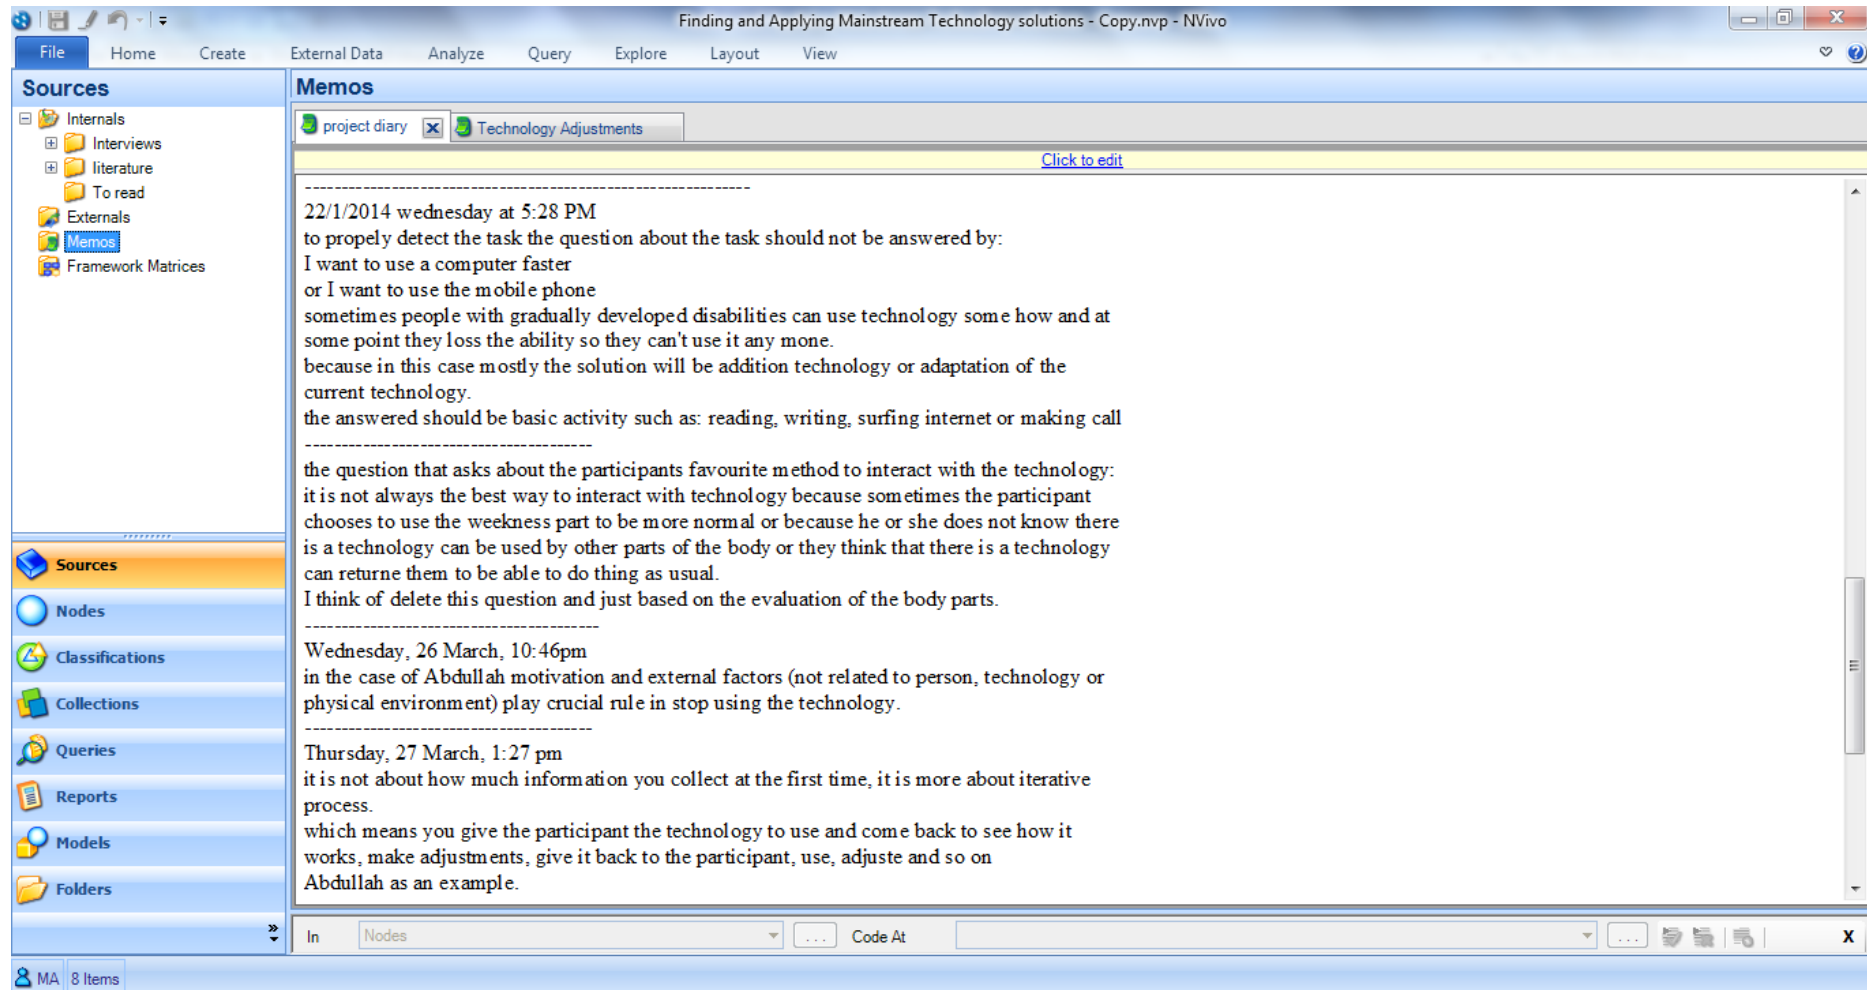 Finding and Applying Mainstream Technology solutions - Copy.nvp - NVivo
File Home Create External Data Analyze Query Explore Layout View
Sources
Internals
Interviews
literature
To read
Externals
Memos
Framework Matrices
Sources
Nodes
Classifications
Collections
Queries
Reports
Models
Folders
Memos
project diary Technology Adjustments
Click to edit
------------------------------------------------------------
22/1/2014 wednesday at 5:28 PM
to propely detect the task the question about the task should not be answered by:
I want to use a computer faster
or I want to use the mobile phone
sometimes people with gradually developed disabilities can use technology some how and at
some point they loss the ability so they can't use it any mone.
because in this case mostly the solution will be addition technology or adaptation of the
current technology.
the answered should be basic activity such as: reading, writing, surfing internet or making call
---------------------------------------
the question that asks about the participants favourite method to interact with the technology:
it is not always the best way to interact with technology because sometimes the participant
chooses to use the weekness part to be more normal or because he or she does not know there
is a technology can be used by other parts of the body or they think that there is a technology
can returne them to be able to do thing as usual.
I think of delete this question and just based on the evaluation of the body parts.
----------------------------------------
Wednesday, 26 March, 10:46pm
in the case of Abdullah motivation and external factors (not related to person, technology or
physical environment) play crucial rule in stop using the technology.
---------------------------------------
Thursday, 27 March, 1:27 pm
it is not about how much information you collect at the first time, it is more about iterative
process.
which means you give the participant the technology to use and come back to see how it
works, make adjustments, give it back to the participant, use, adjuste and so on
Abdullah as an example.
In Nodes ... Code At ... X
MA 8 Items